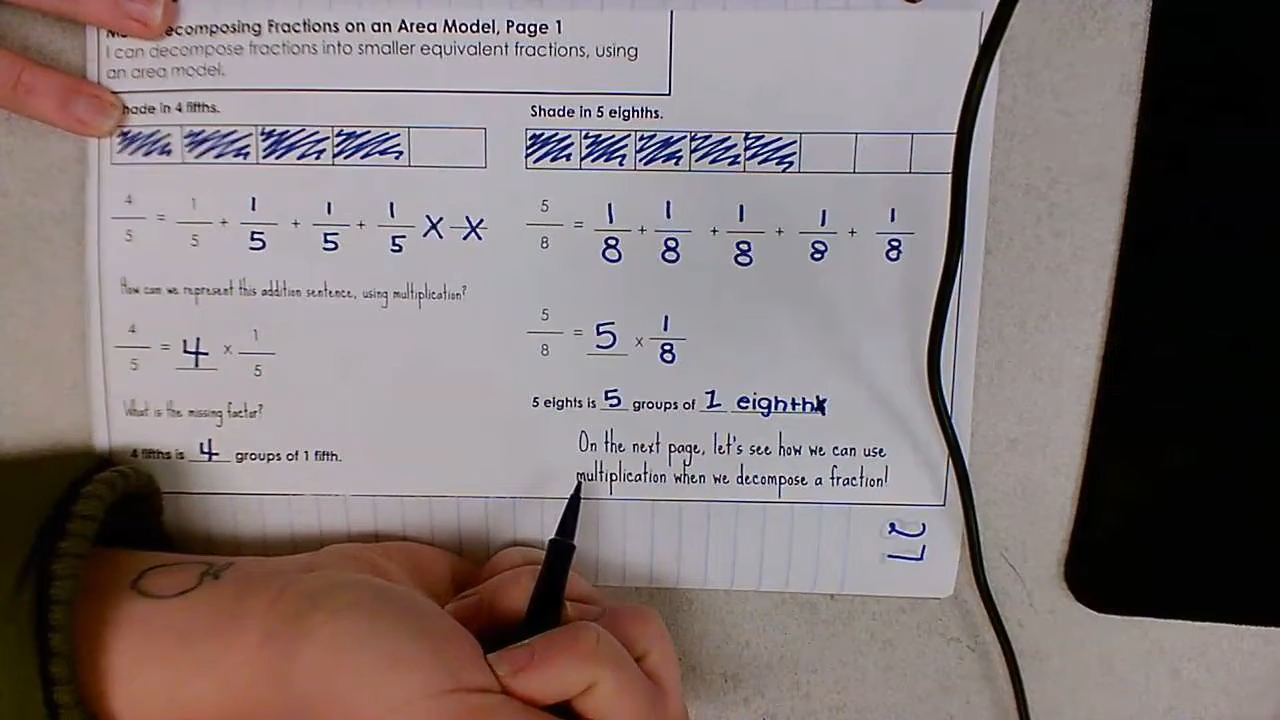 ecomposing Fractions on an Area Model, Page 1
I can decompose fractions into smaller equivalent fractions, using
an area model.
hade in 4 fifths.
4/5 = 1/5 + 1/5 + 1/5 + 1/5 X X
How can we represent this addition sentence, using multiplication?
4/5 = 4 × 1/5
What is the missing factor?
4 fifths is 4 groups of 1 fifth.
Shade in 5 eighths.
5/8 = 1/8 + 1/8 + 1/8 + 1/8 + 1/8
5/8 = 5 × 1/8
5 eights is 5 groups of 1 eighth
On the next page, let's see how we can use
multiplication when we decompose a fraction!
27